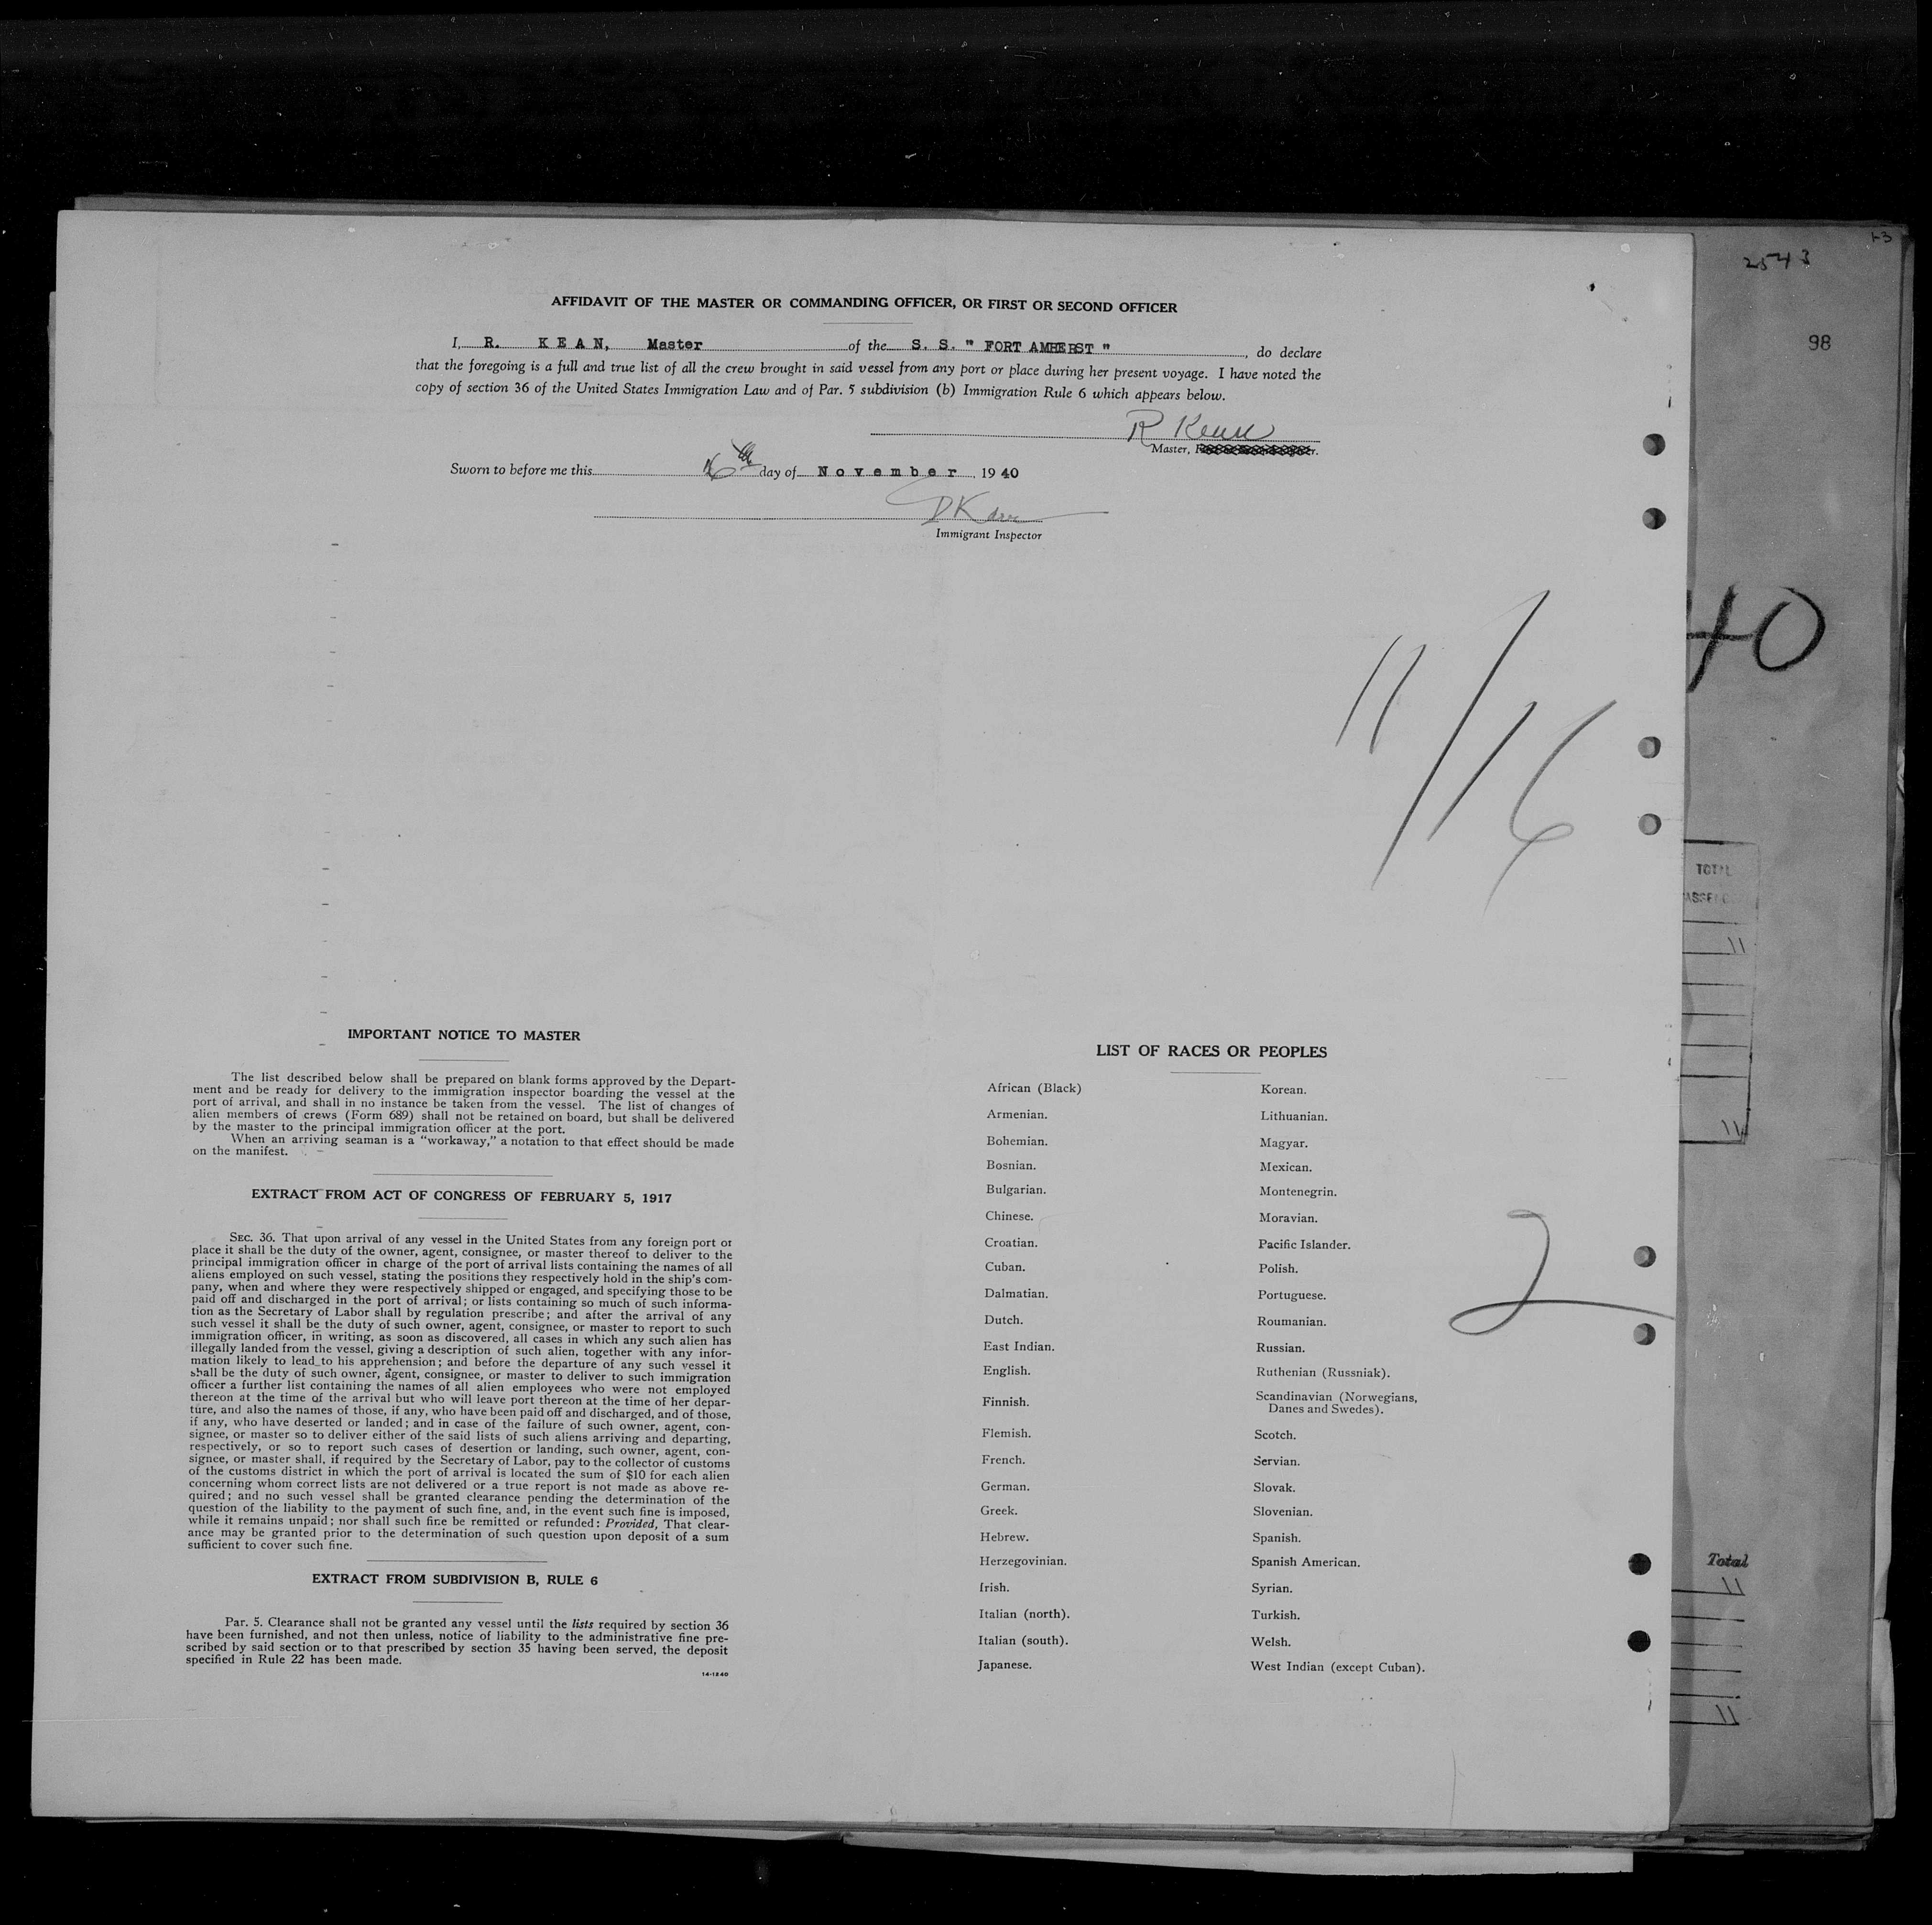 1-3
2543
98
AFFIDAVIT OF THE MASTER OR COMMANDING OFFICER, OR FIRST OR SECOND OFFICER
I, R. KEAN, Master of the S. S. " FORT AMHERST " , do declare
that the foregoing is a full and true list of all the crew brought in said vessel from any port or place during her present voyage. I have noted the
copy of section 36 of the United States Immigration Law and of Par. 5 subdivision (b) Immigration Rule 6 which appears below.
R Kean
Master,
Sworn to before me this 16th day of November, 1940
Immigrant Inspector
40
11/16
TOTAL
11
11
IMPORTANT NOTICE TO MASTER
The list described below shall be prepared on blank forms approved by the Depart-
ment and be ready for delivery to the immigration inspector boarding the vessel at the
port of arrival, and shall in no instance be taken from the vessel. The list of changes of
alien members of crews (Form 689) shall not be retained on board, but shall be delivered
by the master to the principal immigration officer at the port.
When an arriving seaman is a "workaway," a notation to that effect should be made
on the manifest.
EXTRACT FROM ACT OF CONGRESS OF FEBRUARY 5, 1917
SEC. 36. That upon arrival of any vessel in the United States from any foreign port or
place it shall be the duty of the owner, agent, consignee, or master thereof to deliver to the
principal immigration officer in charge of the port of arrival lists containing the names of all
aliens employed on such vessel, stating the positions they respectively hold in the ship's com-
pany, when and where they were respectively shipped or engaged, and specifying those to be
paid off and discharged in the port of arrival; or lists containing so much of such informa-
tion as the Secretary of Labor shall by regulation prescribe; and after the arrival of any
such vessel it shall be the duty of such owner, agent, consignee, or master to report to such
immigration officer, in writing, as soon as discovered, all cases in which any such alien has
illegally landed from the vessel, giving a description of such alien, together with any infor-
mation likely to lead to his apprehension; and before the departure of any such vessel it
shall be the duty of such owner, agent, consignee, or master to deliver to such immigration
officer a further list containing the names of all alien employees who were not employed
thereon at the time of the arrival but who will leave port thereon at the time of her depar-
ture, and also the names of those, if any, who have been paid off and discharged, and of those,
if any, who have deserted or landed; and in case of the failure of such owner, agent, con-
signee, or master so to deliver either of the said lists of such aliens arriving and departing,
respectively, or so to report such cases of desertion or landing, such owner, agent, con-
signee, or master shall, if required by the Secretary of Labor, pay to the collector of customs
of the customs district in which the port of arrival is located the sum of $10 for each alien
concerning whom correct lists are not delivered or a true report is not made as above re-
quired; and no such vessel shall be granted clearance pending the determination of the
question of the liability to the payment of such fine, and, in the event such fine is imposed,
while it remains unpaid; nor shall such fine be remitted or refunded: Provided, That clear-
ance may be granted prior to the determination of such question upon deposit of a sum
sufficient to cover such fine.
EXTRACT FROM SUBDIVISION B, RULE 6
Par. 5. Clearance shall not be granted any vessel until the lists required by section 36
have been furnished, and not then unless, notice of liability to the administrative fine pre-
scribed by said section or to that prescribed by section 35 having been served, the deposit
specified in Rule 22 has been made.
14-1240
LIST OF RACES OR PEOPLES
African (Black)
Armenian.
Bohemian.
Bosnian.
Bulgarian.
Chinese.
Croatian.
Cuban.
Dalmatian.
Dutch.
East Indian.
English.
Finnish.
Flemish.
French.
German.
Greek.
Hebrew.
Herzegovinian.
Irish.
Italian (north).
Italian (south).
Japanese.
Korean.
Lithuanian.
Magyar.
Mexican.
Montenegrin.
Moravian.
Pacific Islander.
Polish.
Portuguese.
Roumanian.
Russian.
Ruthenian (Russniak).
Scandinavian (Norwegians,
Danes and Swedes).
Scotch.
Servian.
Slovak.
Slovenian.
Spanish.
Spanish American.
Syrian.
Turkish.
Welsh.
West Indian (except Cuban).
2
Total
11
11